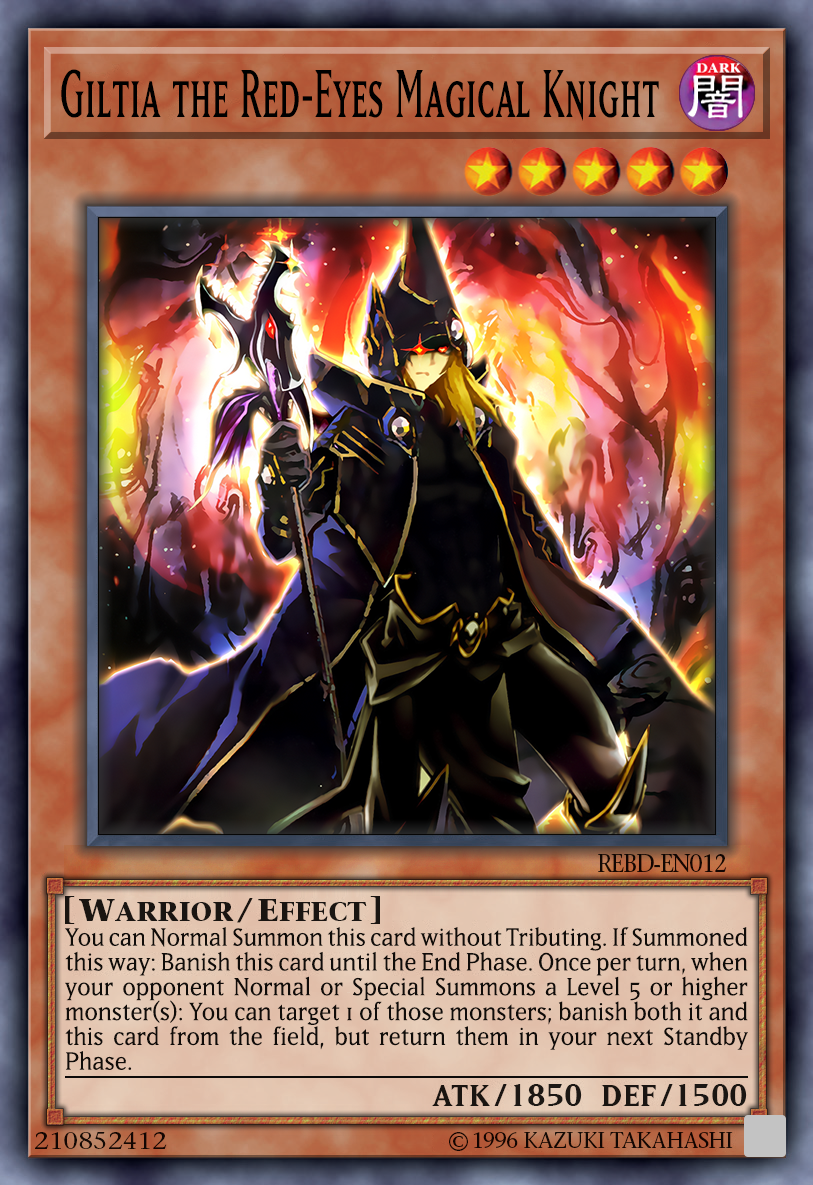 Giltia the Red-Eyes Magical Knight
DARK
闇
REBD-EN012
[Warrior/Effect]
You can Normal Summon this card without Tributing. If Summoned
this way: Banish this card until the End Phase. Once per turn, when
your opponent Normal or Special Summons a Level 5 or higher
monster(s): You can target 1 of those monsters; banish both it and
this card from the field, but return them in your next Standby
Phase.
ATK/1850 DEF/1500
210852412
© 1996 KAZUKI TAKAHASHI